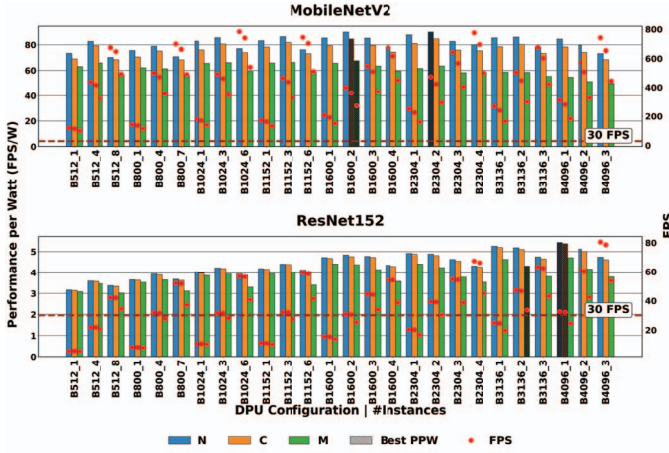 MobileNetV2
80
60
40
20
0
800
600
400
200
0
30 FPS
B512_1
B512_4
B512_8
B800_1
B800_4
B800_7
B1024_1
B1024_3
B1024_6
B1152_1
B1152_3
B1152_6
B1600_1
B1600_2
B1600_3
B1600_4
B2304_1
B2304_2
B2304_3
B2304_4
B3136_1
B3136_2
B3136_3
B4096_1
B4096_2
B4096_3
Performance per Watt (FPS/W)
FPS
ResNet152
5
4
3
2
1
0
80
60
40
20
30 FPS
B512_1
B512_4
B512_8
B800_1
B800_4
B800_7
B1024_1
B1024_3
B1024_6
B1152_1
B1152_3
B1152_6
B1600_1
B1600_2
B1600_3
B1600_4
B2304_1
B2304_2
B2304_3
B2304_4
B3136_1
B3136_2
B3136_3
B4096_1
B4096_2
B4096_3
DPU Configuration | #Instances
N
C
M
Best PPW
FPS